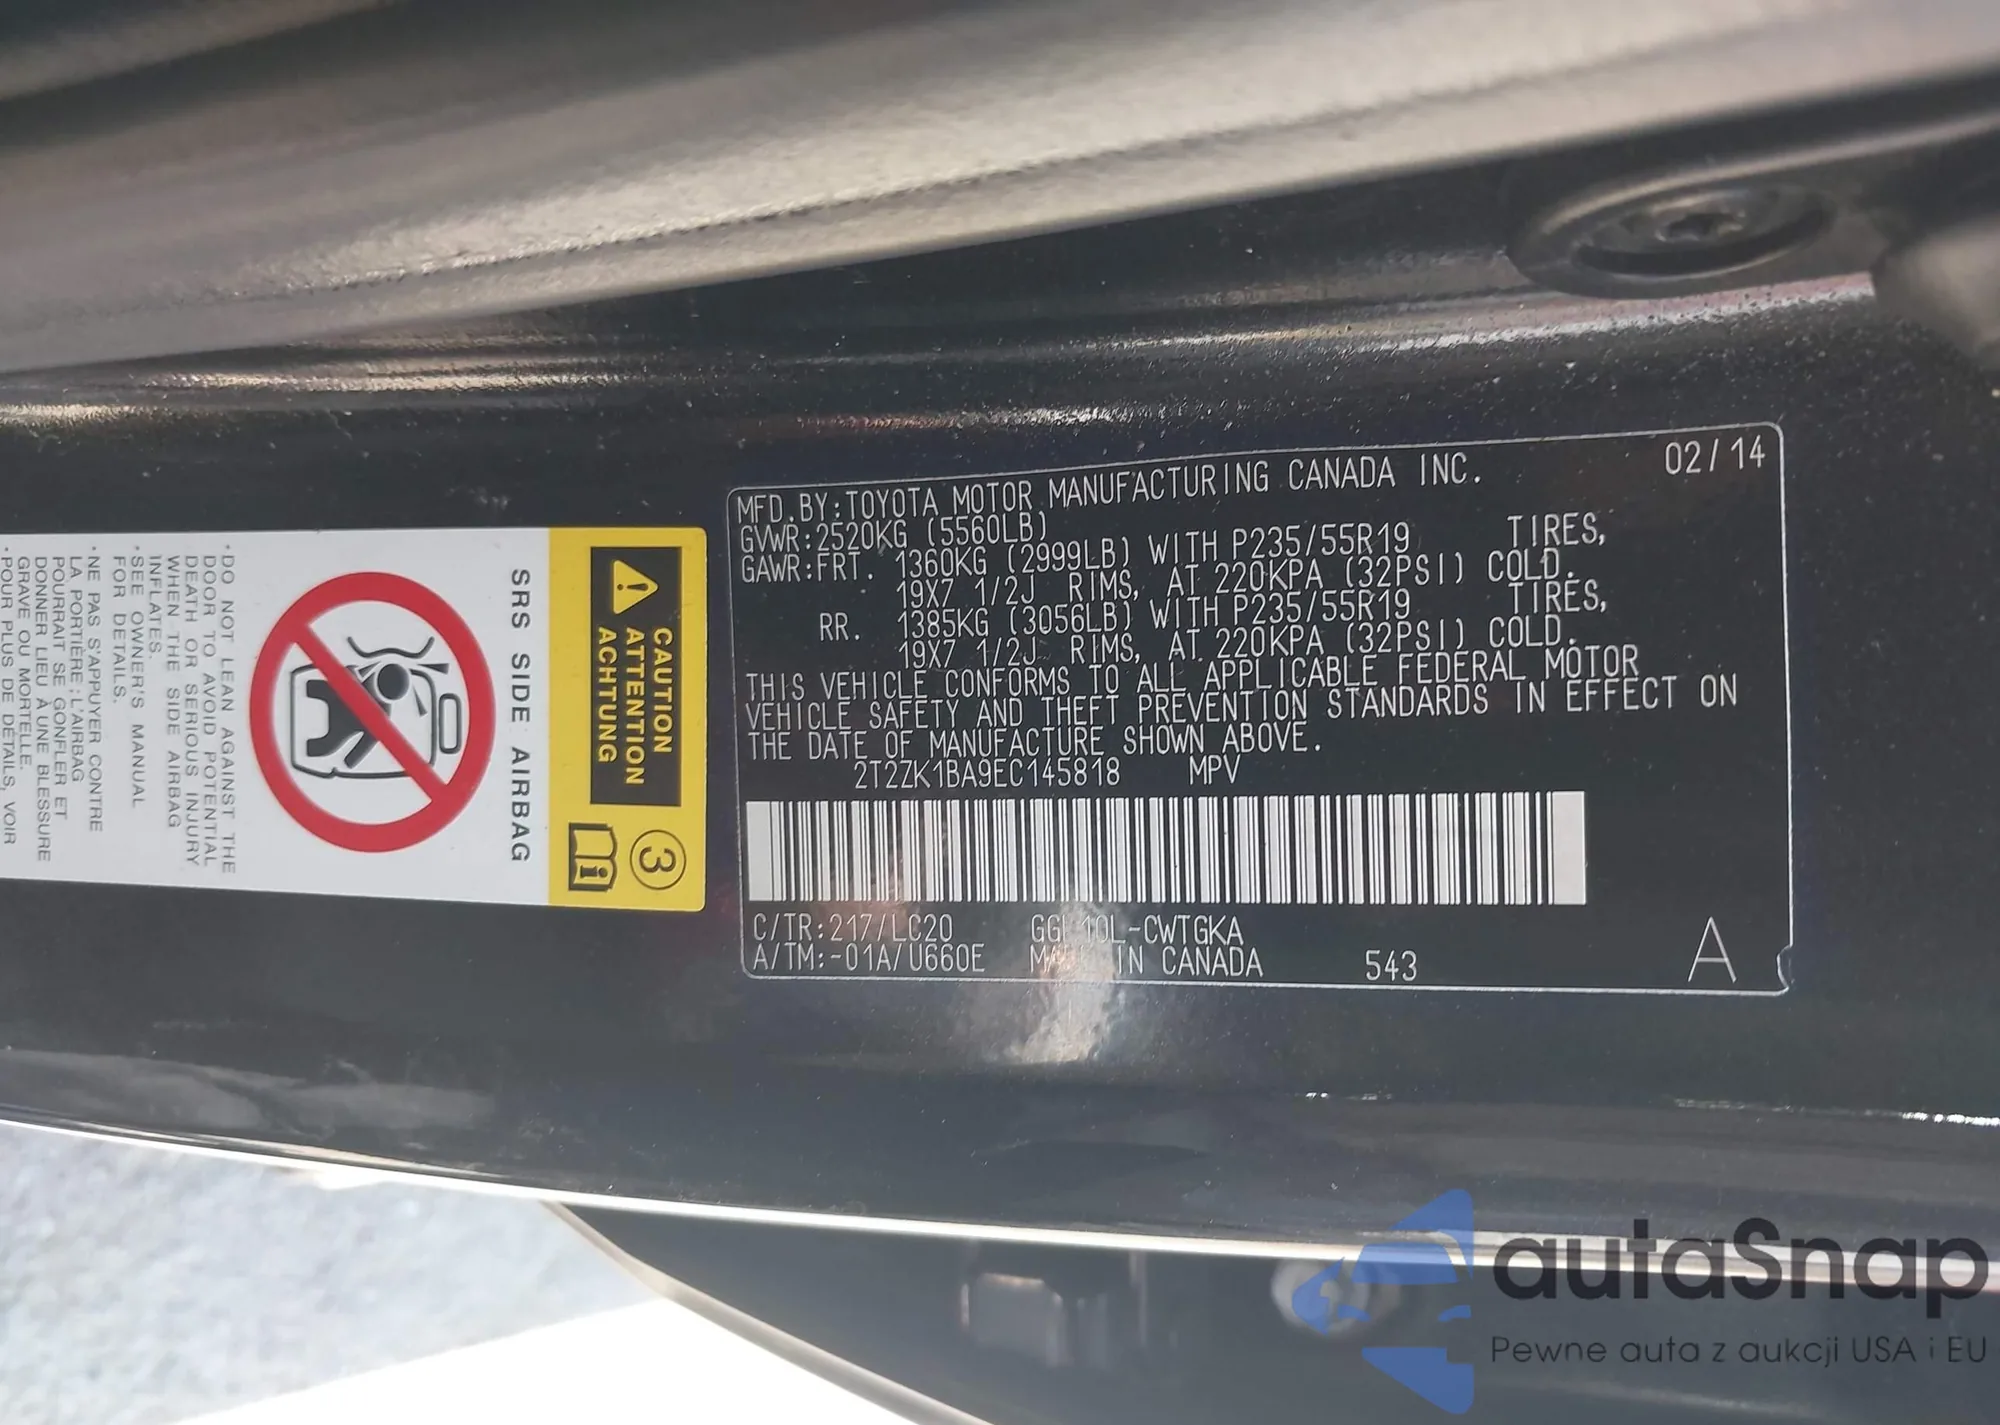 MFD.BY:TOYOTA MOTOR MANUFACTURING CANADA INC. 02/14
GVWR:2520KG (5560LB)
GAWR:FRT. 1360KG (2999LB) WITH P235/55R19 TIRES,
19X7 1/2J RIMS, AT 220KPA (32PSI) COLD.
RR. 1385KG (3056LB) WITH P235/55R19 TIRES,
19X7 1/2J RIMS, AT 220KPA (32PSI) COLD.
THIS VEHICLE CONFORMS TO ALL APPLICABLE FEDERAL MOTOR
VEHICLE SAFETY AND THEFT PREVENTION STANDARDS IN EFFECT ON
THE DATE OF MANUFACTURE SHOWN ABOVE.
2T2ZK1BA9EC145818 MPV
C/TR:217/LC20
A/TM:-01A/U660E IN CANADA 543
A
CAUTION
ATTENTION
ACHTUNG
3
i
SRS SIDE AIRBAG
·DO NOT LEAN AGAINST THE
DOOR TO AVOID POTENTIAL
DEATH OR SERIOUS INJURY
WHEN THE SIDE AIRBAG
INFLATES.
·SEE OWNER'S MANUAL
FOR DETAILS.
·NE PAS S'APPUYER CONTRE
LA PORTIÈRE; L'AIRBAG
POURRAIT SE GONFLER ET
DONNER LIEU À UNE BLESSURE
GRAVE OU MORTELLE.
·POUR PLUS DE DÉTAILS, VOIR
autaSnap
Pewne auta z aukcji USA i EU